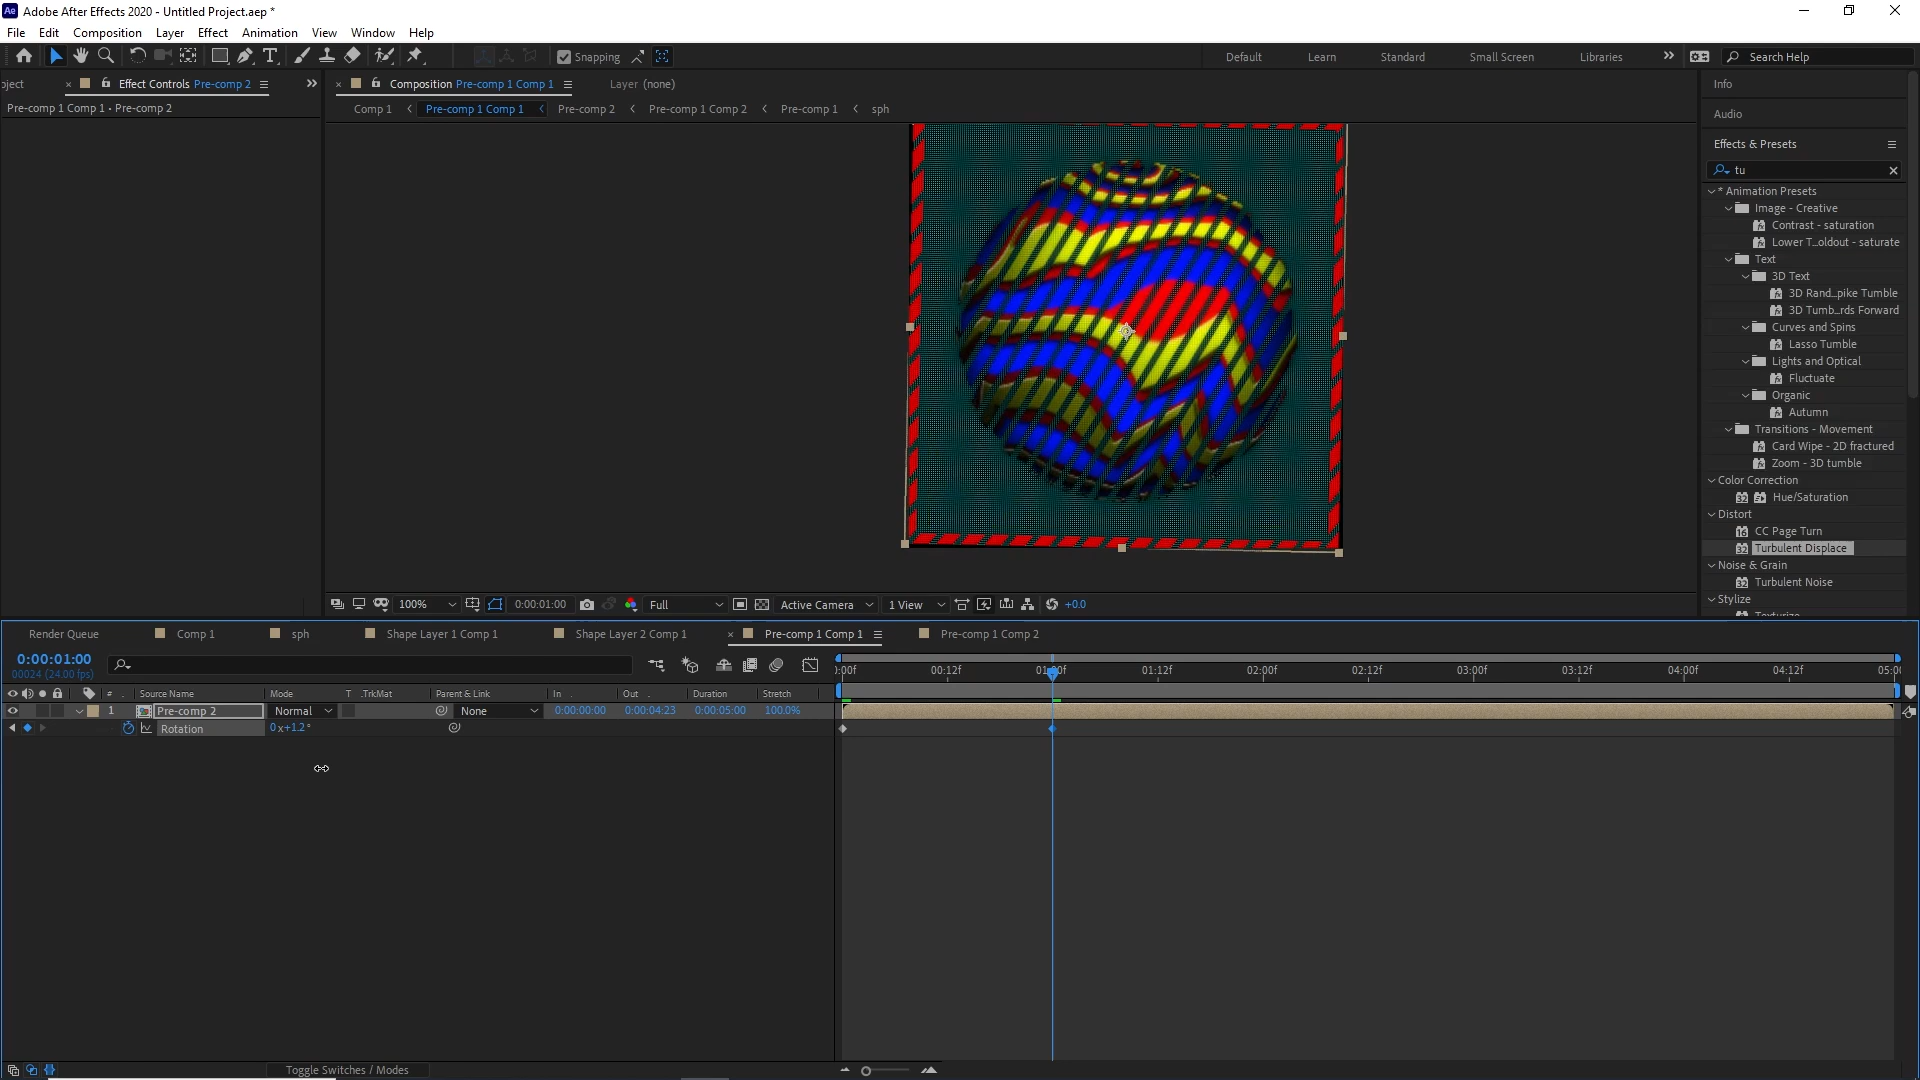 Adobe After Effects 2020 - Untitled Project.aep *
File Edit Composition Layer Effect Animation View Window Help
Snapping
Default Learn Standard Small Screen Libraries
Search Help
oject
Effect Controls Pre-comp 2
Composition Pre-comp 1 Comp 1
Layer (none)
Pre-comp 1 Comp 1 • Pre-comp 2
Comp 1 Pre-comp 1 Comp 1 Pre-comp 2 Pre-comp 1 Comp 2 Pre-comp 1 sph
Info
Audio
Effects & Presets
tu
* Animation Presets
Image - Creative
Contrast - saturation
Lower T...oldout - saturate
Text
3D Text
3D Rand...pike Tumble
3D Tumb...rds Forward
Curves and Spins
Lasso Tumble
Lights and Optical
Fluctuate
Organic
Autumn
Transitions - Movement
Card Wipe - 2D fractured
Zoom - 3D tumble
Color Correction
Hue/Saturation
Distort
CC Page Turn
Turbulent Displace
Noise & Grain
Turbulent Noise
Stylize
100% 0:00:01:00 Full Active Camera 1 View +0.0
Render Queue Comp 1 sph Shape Layer 1 Comp 1 Shape Layer 2 Comp 1 Pre-comp 1 Comp 1 Pre-comp 1 Comp 2
0:00:01:00
00024 (24.00 fps)
):00f 00:12f 01:00f 01:12f 02:00f 02:12f 03:00f 03:12f 04:00f 04:12f 05:00
# Source Name Mode T .TrkMat Parent & Link In Out Duration Stretch
1 Pre-comp 2 Normal None 0:00:00:00 0:00:04:23 0:00:05:00 100.0%
Rotation 0x+1.2°
Toggle Switches / Modes